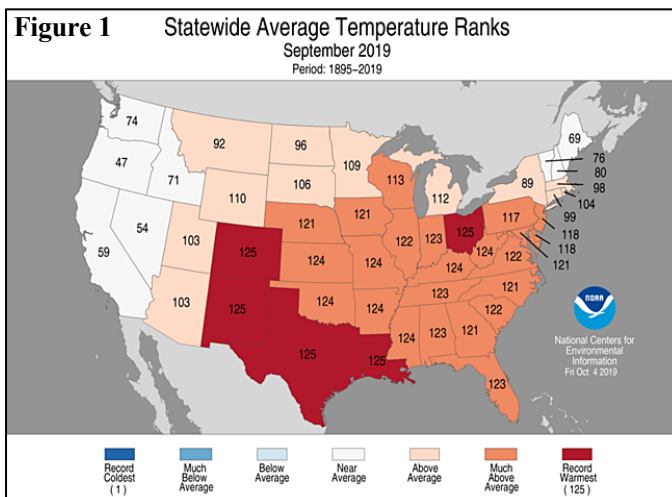 Figure 1
Statewide Average Temperature Ranks
September 2019
Period: 1895–2019
74
47
71
59
54
92
110
103
103
96
106
121
124
124
125
125
125
109
121
124
124
125
113
122
112
123
125
124
124
123
124
123
121
122
121
122
117
89
123
69
76
80
98
104
99
118
118
121
NOAA
National Centers for
Environmental
Information
Fri Oct 4 2019
Record
Coldest
( 1 )
Much
Below
Average
Below
Average
Near
Average
Above
Average
Much
Above
Average
Record
Warmest
( 125 )